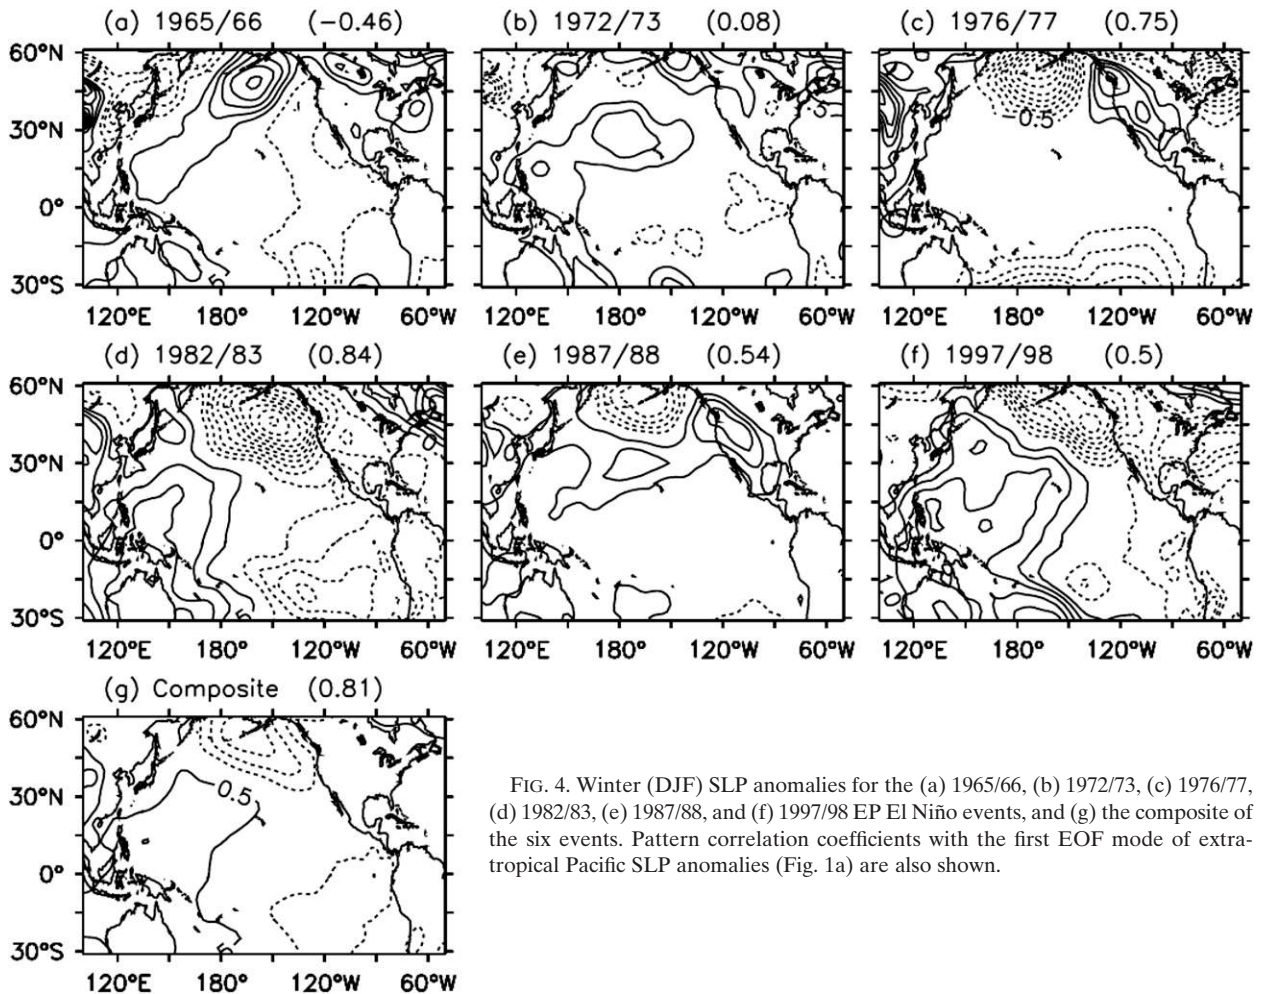 (a) 1965/66 (−0.46) (b) 1972/73 (0.08) (c) 1976/77 (0.75)
60°N
30°N
0°
30°S
120°E 180° 120°W 60°W 120°E 180° 120°W 60°W 120°E 180° 120°W 60°W
−0.5
(d) 1982/83 (0.84) (e) 1987/88 (0.54) (f) 1997/98 (0.5)
60°N
30°N
0°
30°S
120°E 180° 120°W 60°W 120°E 180° 120°W 60°W 120°E 180° 120°W 60°W
(g) Composite (0.81)
60°N
30°N
0°
30°S
0.5
120°E 180° 120°W 60°W
FIG. 4. Winter (DJF) SLP anomalies for the (a) 1965/66, (b) 1972/73, (c) 1976/77,
(d) 1982/83, (e) 1987/88, and (f) 1997/98 EP El Niño events, and (g) the composite of
the six events. Pattern correlation coefficients with the first EOF mode of extra-
tropical Pacific SLP anomalies (Fig. 1a) are also shown.